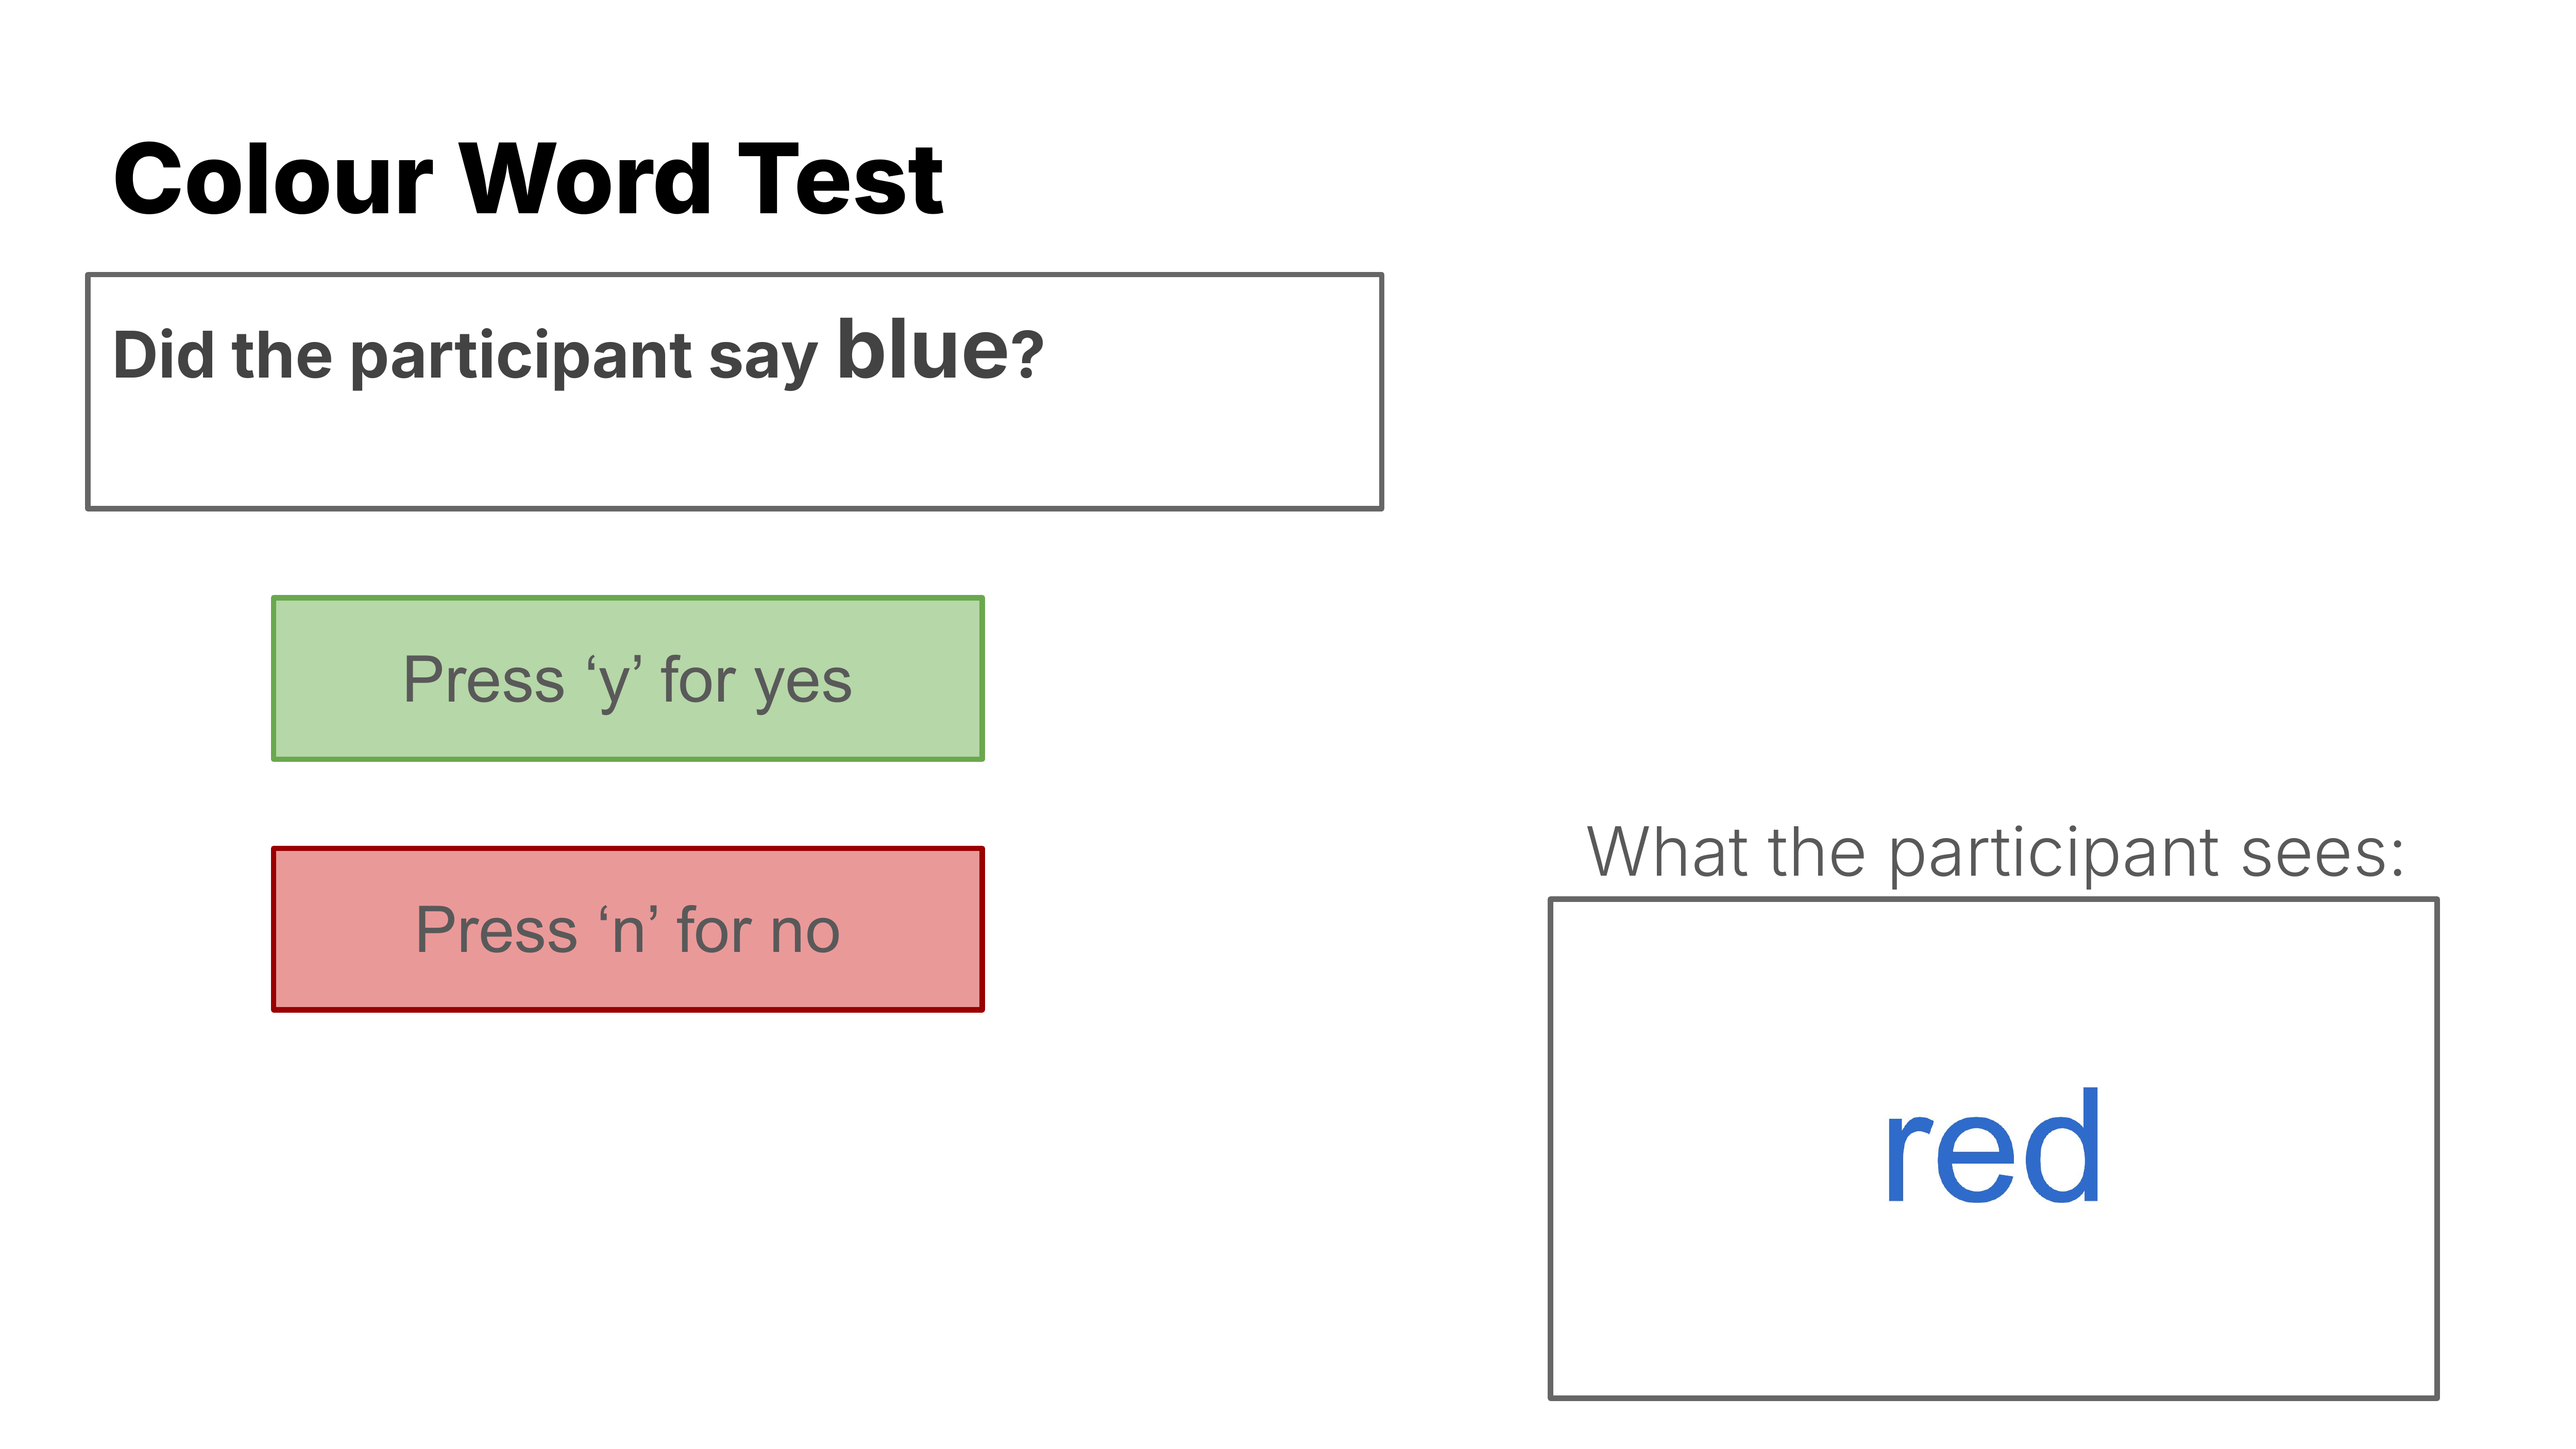 Colour Word Test
Did the participant say blue?
Press ‘y’ for yes
Press ‘n’ for no
What the participant sees:
red